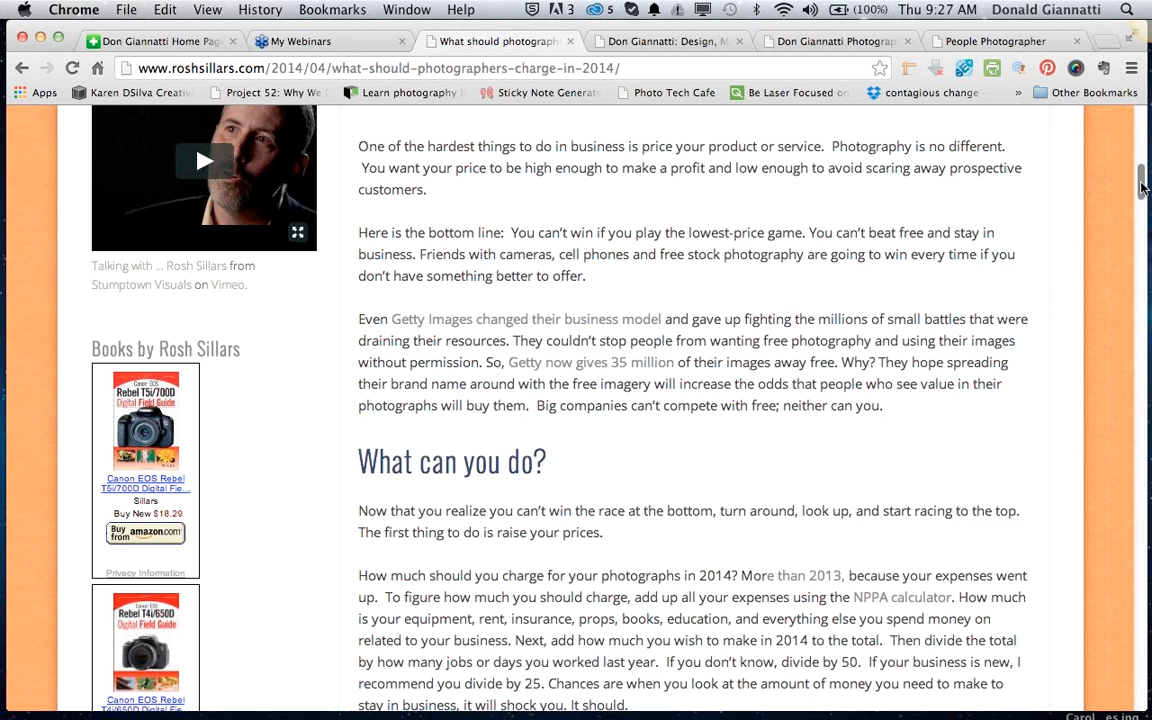 Chrome File Edit View History Bookmarks Window Help 3 5 (100%) Thu 9:27 AM Donald Giannatti
Don Giannatti Home Pag
My Webinars
What should photograph
Don Giannatti: Design, M
Don Giannatti Photograp
People Photographer
www.roshsillars.com/2014/04/what-should-photographers-charge-in-2014/
Apps Karen DSilva Creativ Project 52: Why We Learn photography b Sticky Note Generat Photo Tech Cafe Be Laser Focused on contagious change » Other Bookmarks
Talking with ... Rosh Sillars from
Stumptown Visuals on Vimeo.
Books by Rosh Sillars
Canon EOS
Rebel T5i/700D
Digital Field Guide
Canon EOS Rebel
T5i/700D Digital Fie...
Sillars
Buy New $18.29
Buy from amazon.com
Privacy Information
Canon EOS
Rebel T4i/650D
Digital Field Guide
Canon EOS Rebel
T4i/650D Digital Fie...
One of the hardest things to do in business is price your product or service. Photography is no different.
You want your price to be high enough to make a profit and low enough to avoid scaring away prospective
customers.
Here is the bottom line: You can't win if you play the lowest-price game. You can't beat free and stay in
business. Friends with cameras, cell phones and free stock photography are going to win every time if you
don't have something better to offer.
Even Getty Images changed their business model and gave up fighting the millions of small battles that were
draining their resources. They couldn't stop people from wanting free photography and using their images
without permission. So, Getty now gives 35 million of their images away free. Why? They hope spreading
their brand name around with the free imagery will increase the odds that people who see value in their
photographs will buy them. Big companies can't compete with free; neither can you.
What can you do?
Now that you realize you can't win the race at the bottom, turn around, look up, and start racing to the top.
The first thing to do is raise your prices.
How much should you charge for your photographs in 2014? More than 2013, because your expenses went
up. To figure how much you should charge, add up all your expenses using the NPPA calculator. How much
is your equipment, rent, insurance, props, books, education, and everything else you spend money on
related to your business. Next, add how much you wish to make in 2014 to the total. Then divide the total
by how many jobs or days you worked last year. If you don't know, divide by 50. If your business is new, I
recommend you divide by 25. Chances are when you look at the amount of money you need to make to
stay in business, it will shock you. It should.